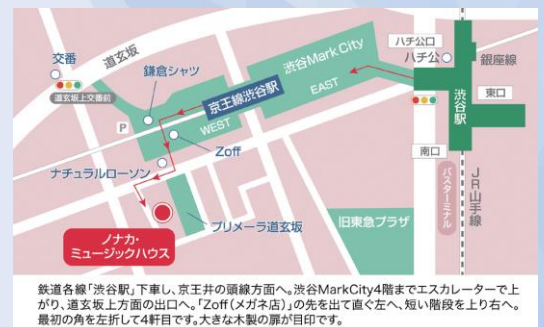 交番
道玄坂
道玄坂上交番前
鎌倉シャツ
渋谷Mark City
EAST
ハチ公口
ハチ公
銀座線
渋谷駅
東口
京王線渋谷駅
WEST
P
Zoff
ナチュラルローソン
南口
バスターミナル
JR山手線
ノナカ・
ミュージックハウス
プリメーラ道玄坂
旧東急プラザ
鉄道各線「渋谷駅」下車し、京王井の頭線方面へ。渋谷MarkCity4階までエスカレーターで上
がり、道玄坂上方面の出口へ。「Zoff（メガネ店）」の先を出て直ぐ左へ、短い階段を上り右へ。
最初の角を左折して4軒目です。大きな木製の扉が目印です。